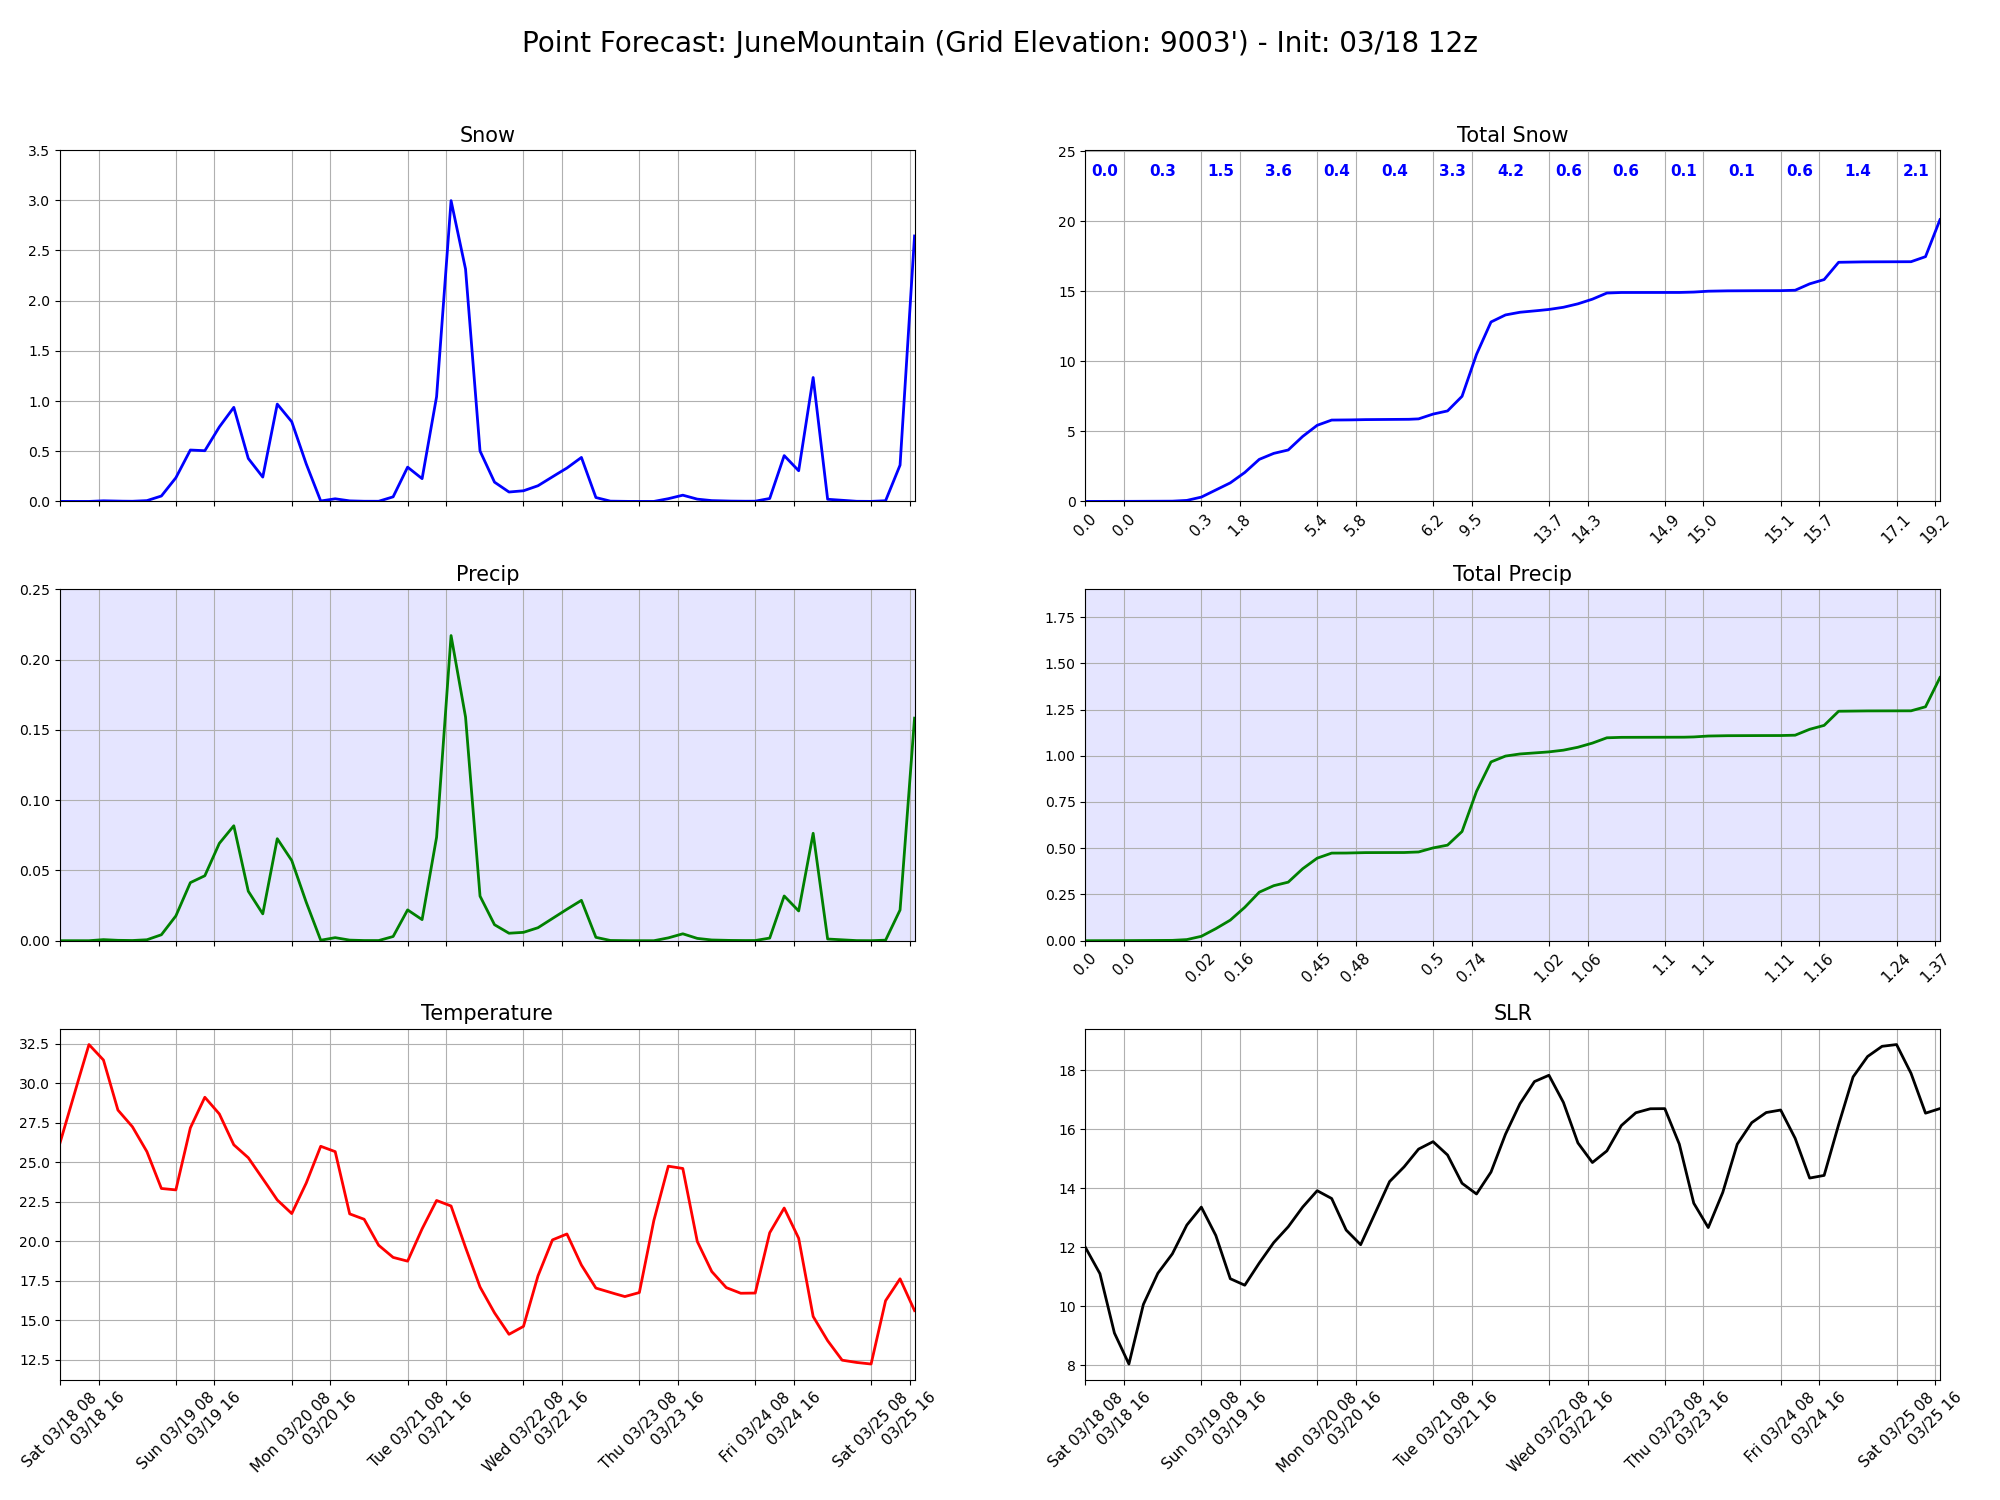 Point Forecast: JuneMountain (Grid Elevation: 9003') - Init: 03/18 12z
Snow
3.5
3.0
2.5
2.0
1.5
1.0
0.5
0.0
Total Snow
25
20
15
10
5
0
0.0 0.3 1.5 3.6 0.4 0.4 3.3 4.2 0.6 0.6 0.1 0.1 0.6 1.4 2.1
0.0 0.0 0.3 1.8 5.4 5.8 6.2 9.5 13.7 14.3 14.9 15.0 15.1 15.7 17.1 19.2
Precip
0.25
0.20
0.15
0.10
0.05
0.00
Total Precip
1.75
1.50
1.25
1.00
0.75
0.50
0.25
0.00
0.0 0.0 0.02 0.16 0.45 0.48 0.5 0.74 1.02 1.06 1.1 1.1 1.11 1.16 1.24 1.37
Temperature
32.5
30.0
27.5
25.0
22.5
20.0
17.5
15.0
12.5
Sat 03/18 08
03/18 16
Sun 03/19 08
03/19 16
Mon 03/20 08
03/20 16
Tue 03/21 08
03/21 16
Wed 03/22 08
03/22 16
Thu 03/23 08
03/23 16
Fri 03/24 08
03/24 16
Sat 03/25 08
03/25 16
SLR
18
16
14
12
10
8
Sat 03/18 08
03/18 16
Sun 03/19 08
03/19 16
Mon 03/20 08
03/20 16
Tue 03/21 08
03/21 16
Wed 03/22 08
03/22 16
Thu 03/23 08
03/23 16
Fri 03/24 08
03/24 16
Sat 03/25 08
03/25 16